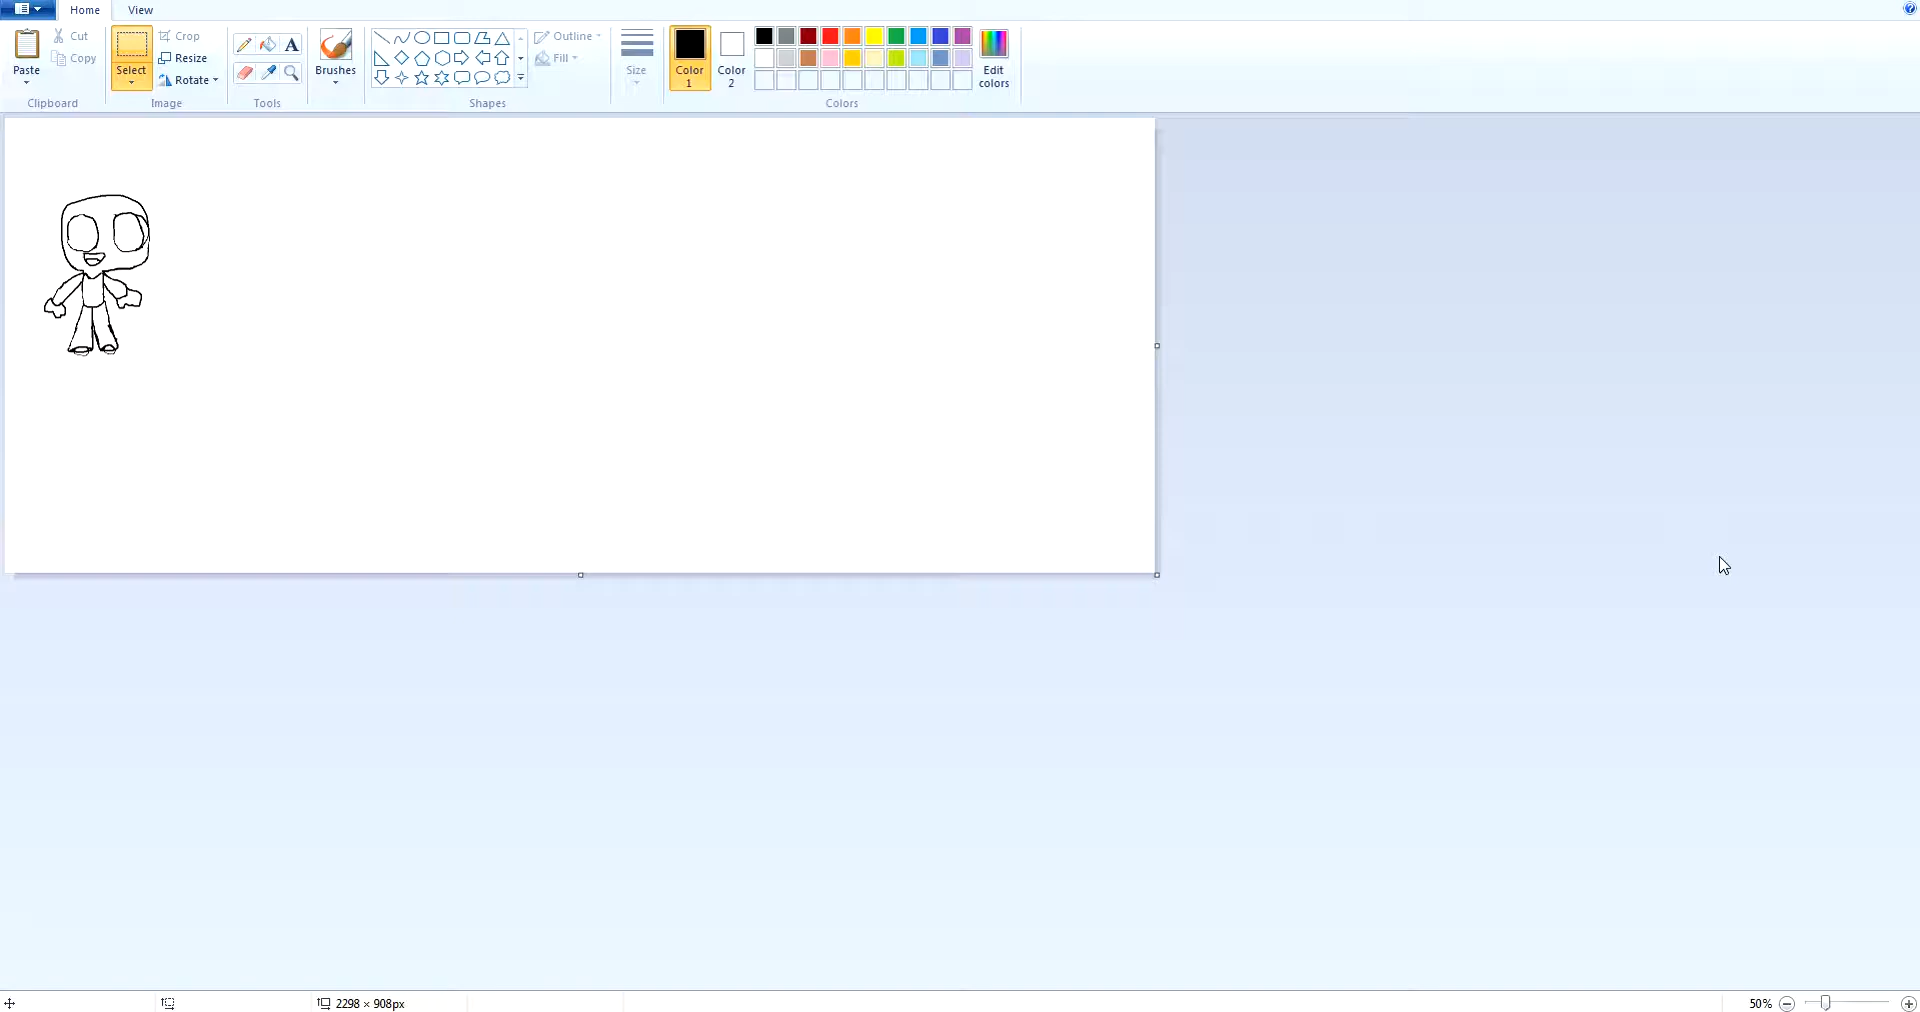 Home View
Paste Cut Copy Clipboard
Select Crop Resize Rotate Image
A Tools
Brushes
Shapes
Outline Fill
Size
Color 1 Color 2 Edit colors Colors
2298 × 908px 50%